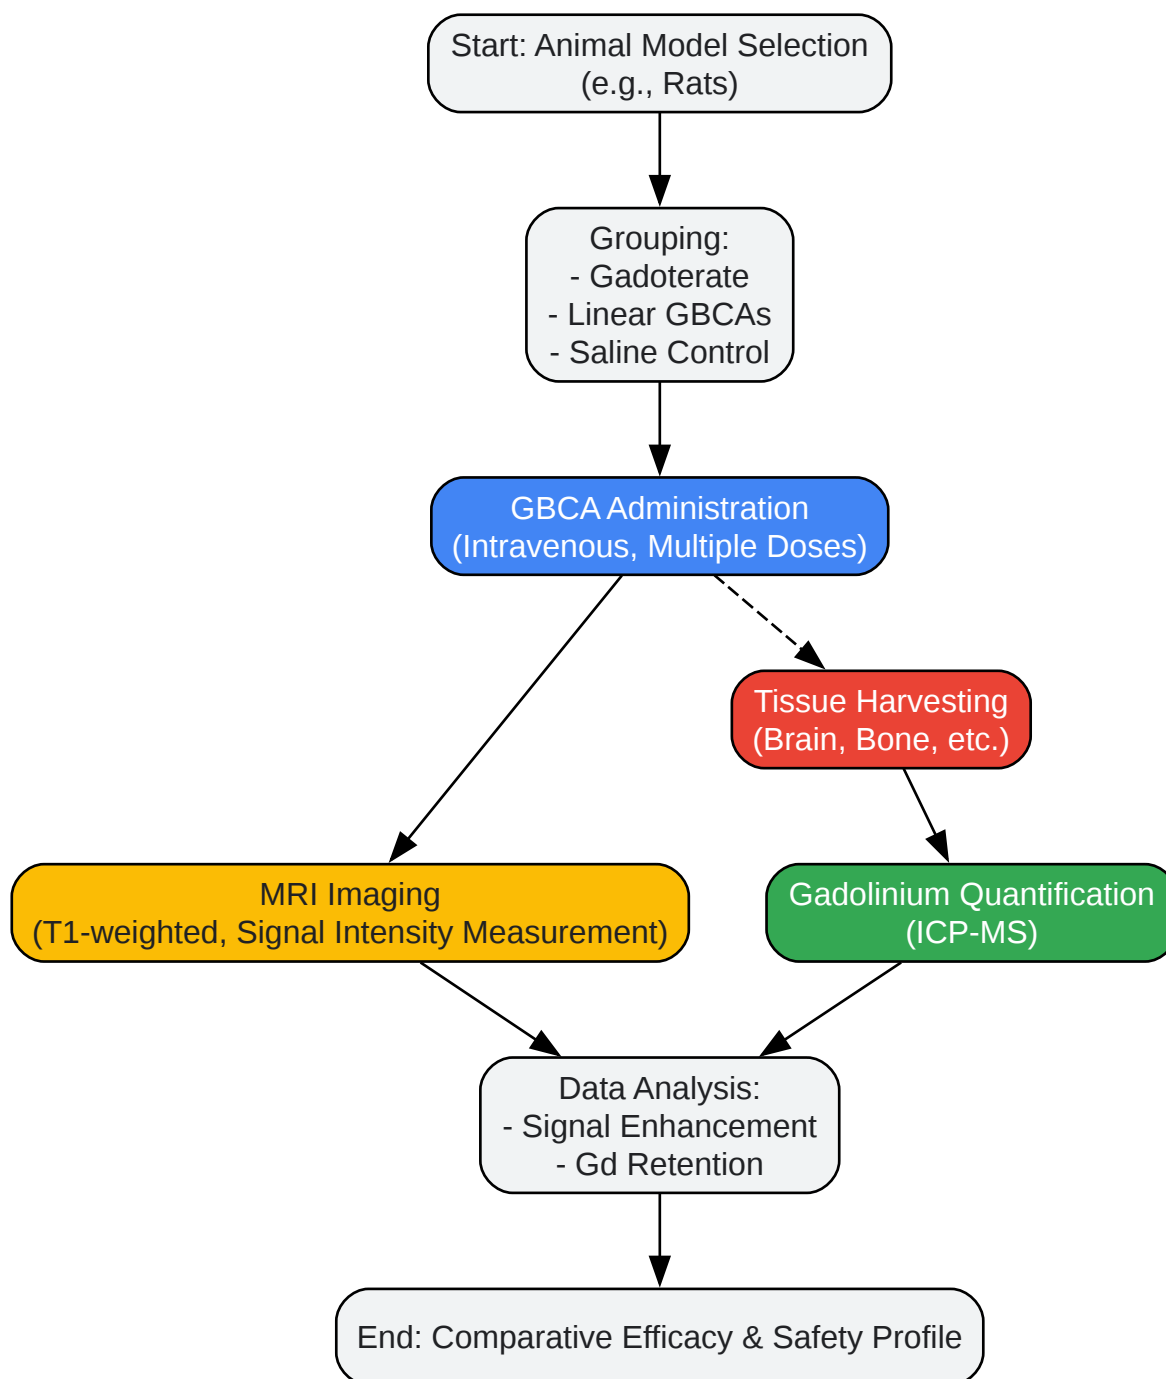 Start: Animal Model Selection
(e.g., Rats)
Grouping:
- Gadoterate
- Linear GBCAs
- Saline Control
GBCA Administration
(Intravenous, Multiple Doses)
Tissue Harvesting
(Brain, Bone, etc.)
MRI Imaging
(T1-weighted, Signal Intensity Measurement)
Gadolinium Quantification
(ICP-MS)
Data Analysis:
- Signal Enhancement
- Gd Retention
End: Comparative Efficacy & Safety Profile